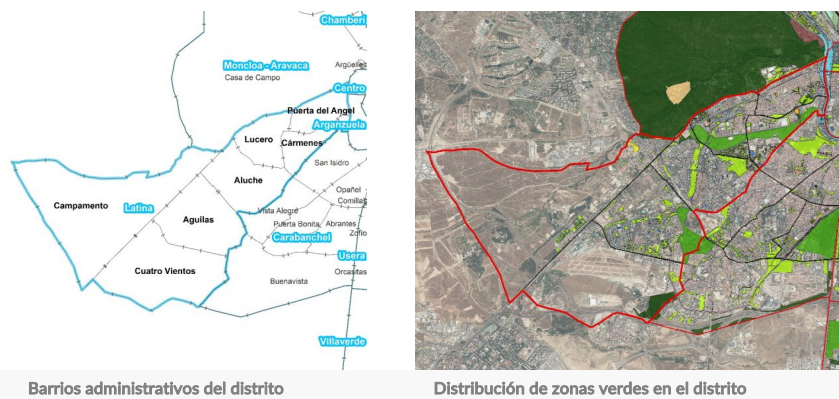 Chamberí
Moncloa - Aravaca
Casa de Campo
Argüelles
Centro
Puerta del Angel
Arganzuela
Lucero
Cármenes
San Isidro
Aluche
Opañel
Comillas
Campamento
Latina
Vista Alegre
Aguilas
Puerta Bonita
Abrantes
Zofío
Carabanchel
Usera
Cuatro Vientos
Orcasitas
Buenavista
Villaverde
Barrios administrativos del distrito
Distribución de zonas verdes en el distrito